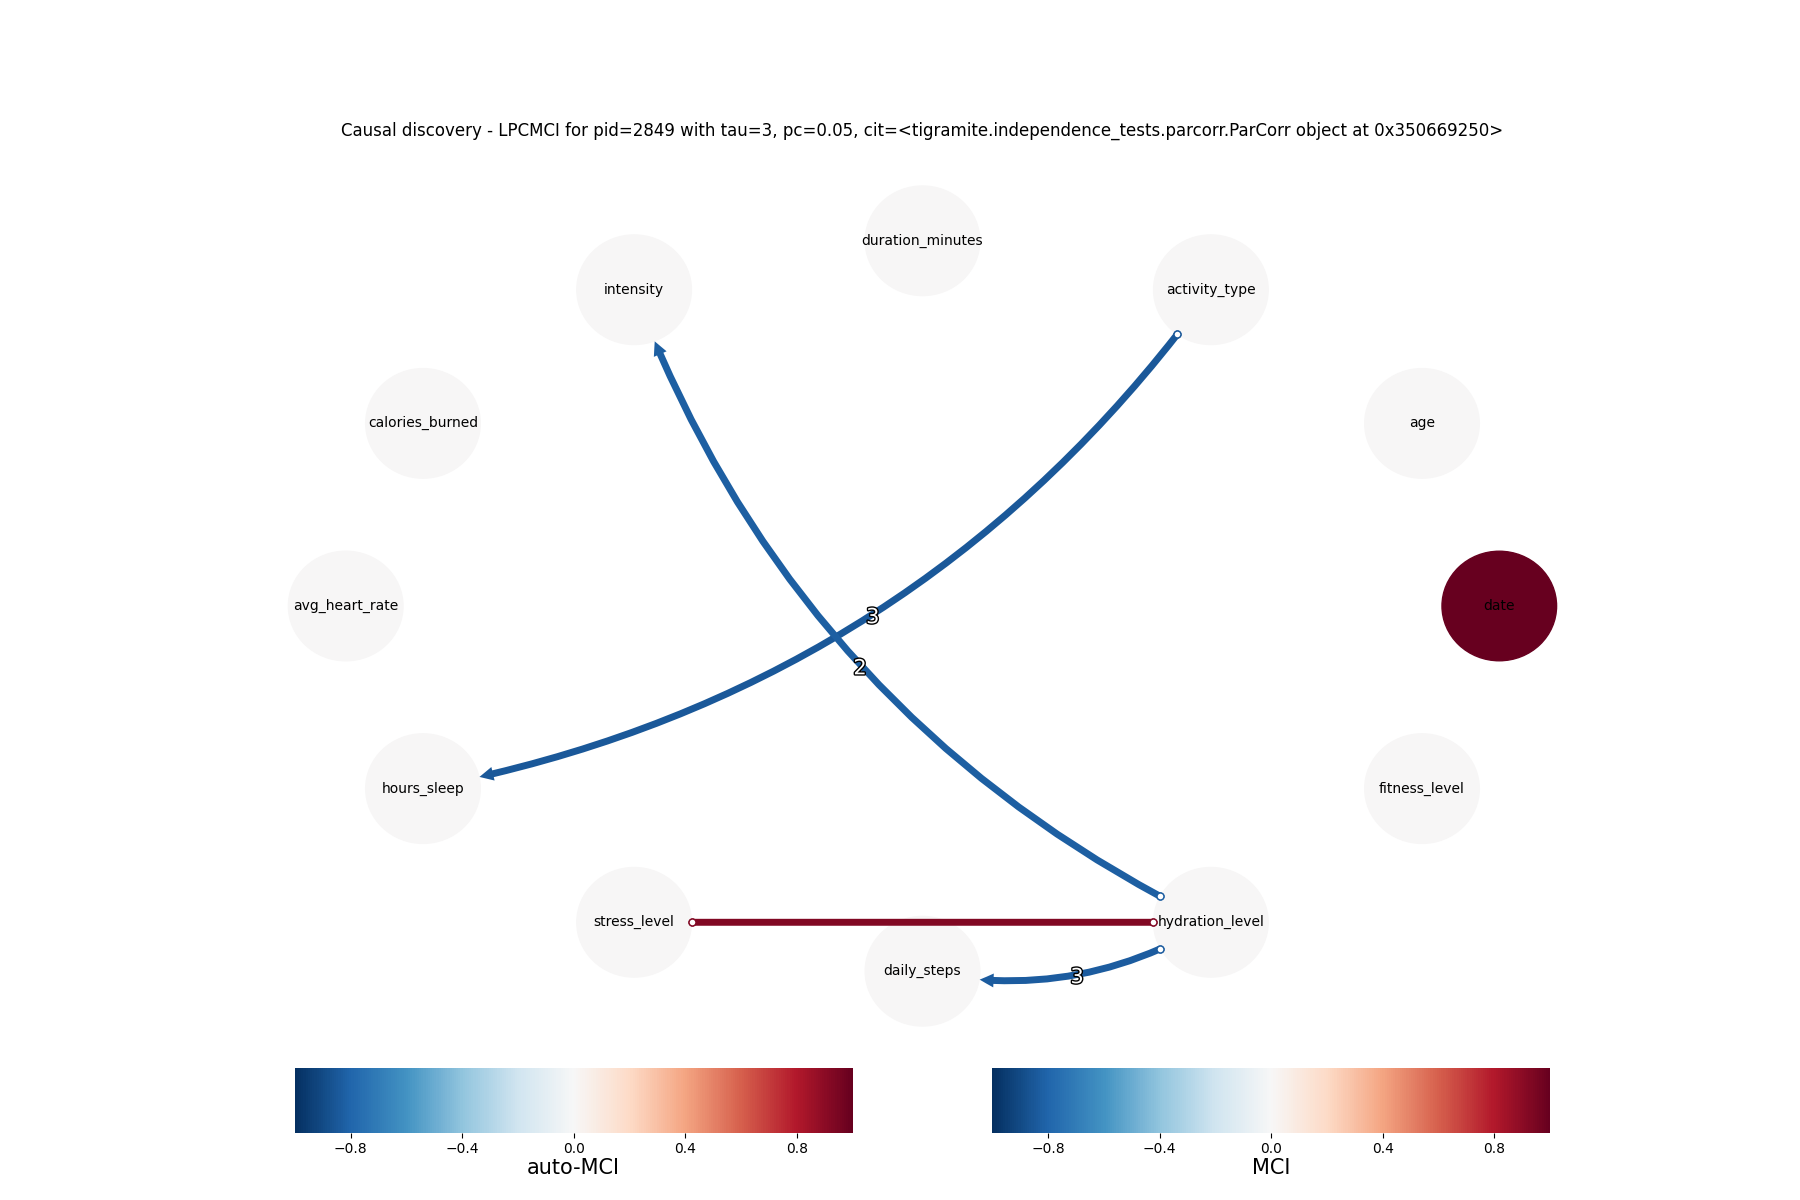 Causal discovery - LPCMCI for pid=2849 with tau=3, pc=0.05, cit=<tigramite.independence_tests.parcorr.ParCorr object at 0x350669250>
duration_minutes
intensity
activity_type
calories_burned
age
avg_heart_rate
date
3
2
hours_sleep
fitness_level
stress_level
hydration_level
daily_steps
3
−0.8 −0.4 0.0 0.4 0.8
auto-MCI
−0.8 −0.4 0.0 0.4 0.8
MCI